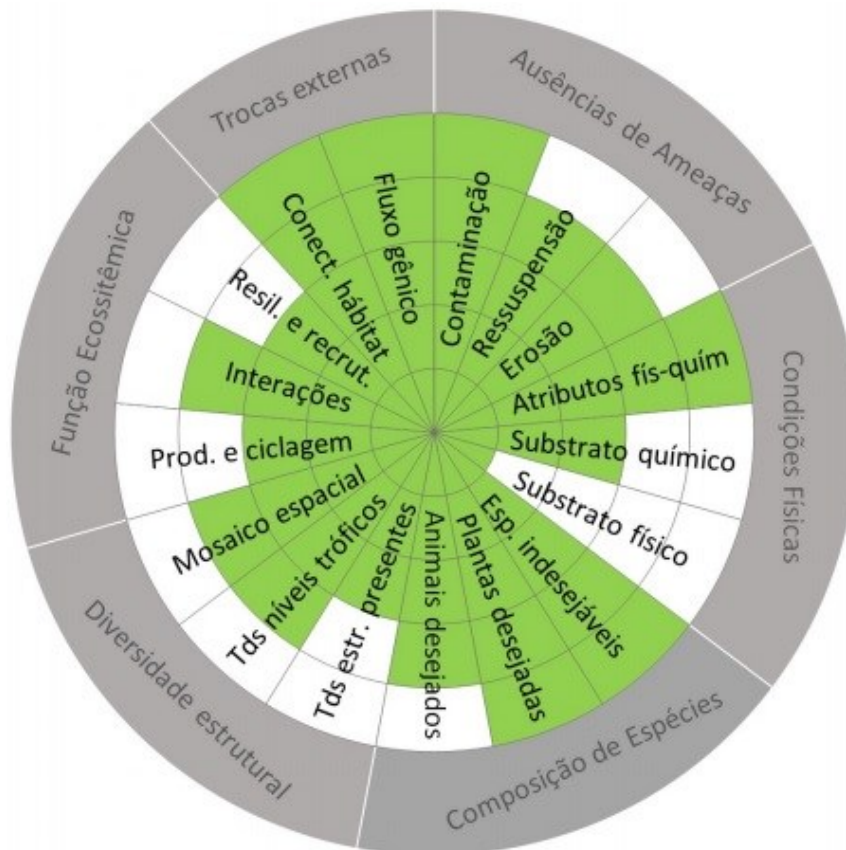 Trocas externas
Ausências de Ameaças
Condições Físicas
Composição de Espécies
Diversidade estrutural
Função Ecossitêmica
Fluxo gênico
Contaminação
Ressuspensão
Erosão
Atributos fís-quím
Substrato químico
Substrato físico
Esp. indesejáveis
Plantas desejadas
Animais desejados
Tds estr. presentes
Tds níveis tróficos
Mosaico espacial
Prod. e ciclagem
Interações
Resil. e recrut.
Conect. hábitat